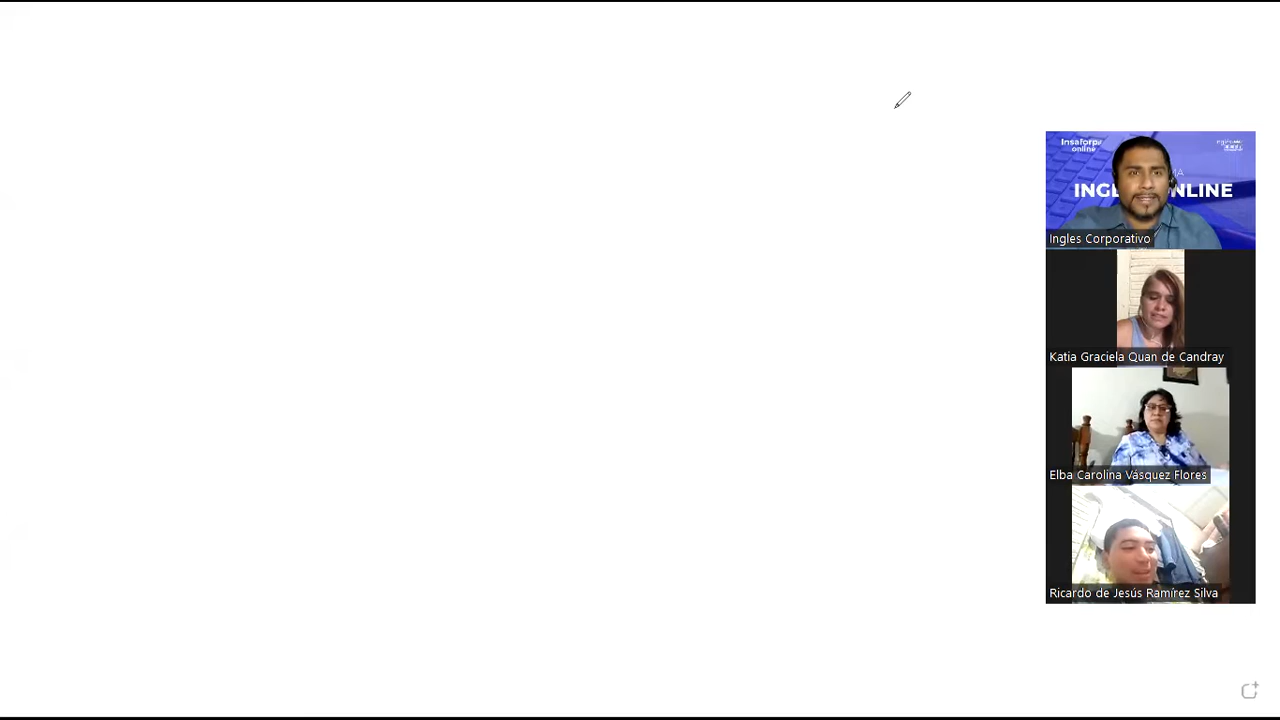 Insaforp
online
INGL NLINE
Ingles Corporativo
Katia Graciela Quan de Candray
Elba Carolina Vásquez Flores
Ricardo de Jesús Ramírez Silva